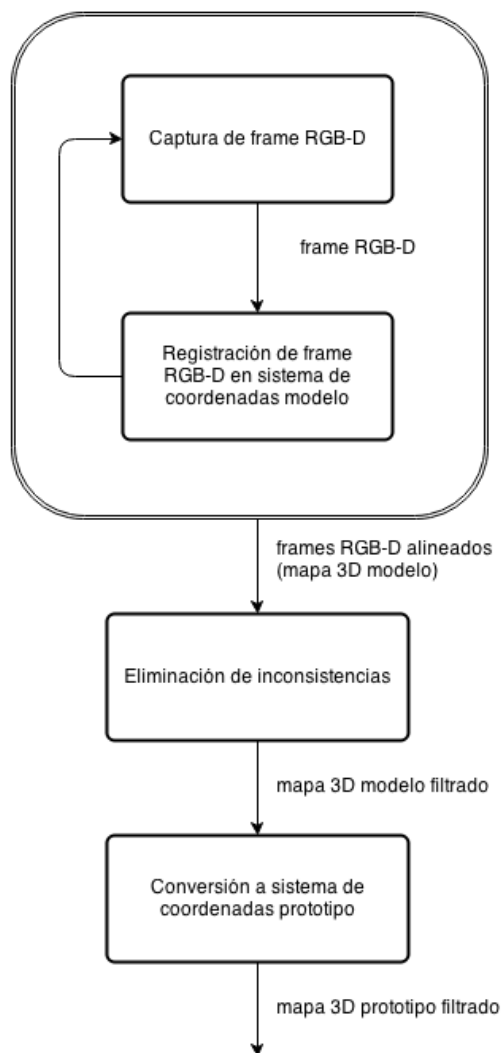 Captura de frame RGB-D
frame RGB-D
Registración de frame
RGB-D en sistema de
coordenadas modelo
frames RGB-D alineados
(mapa 3D modelo)
Eliminación de inconsistencias
mapa 3D modelo filtrado
Conversión a sistema de
coordenadas prototipo
mapa 3D prototipo filtrado